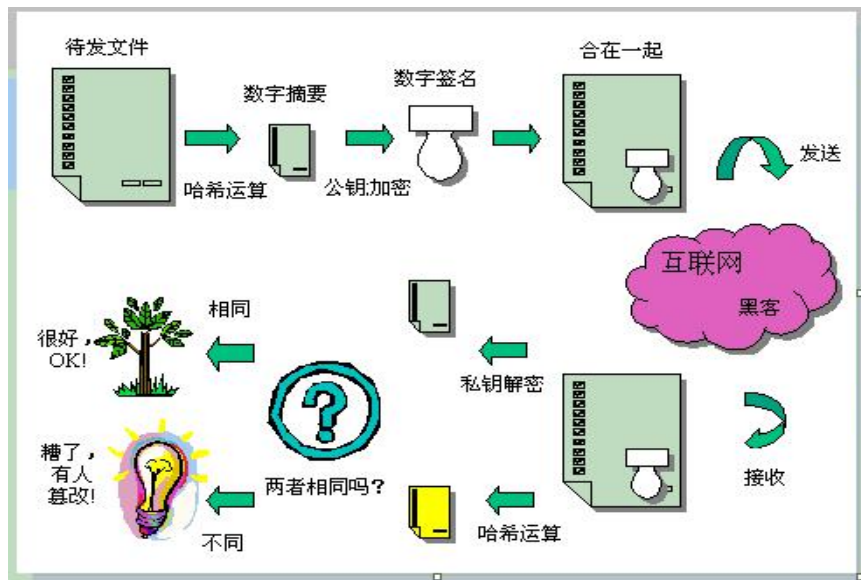 待发文件
数字摘要
数字签名
合在一起
哈希运算
公钥加密
发送
互联网
黑客
相同
很好，
OK!
私钥解密
糟了，
有人
篡改!
两者相同吗?
接收
不同
哈希运算